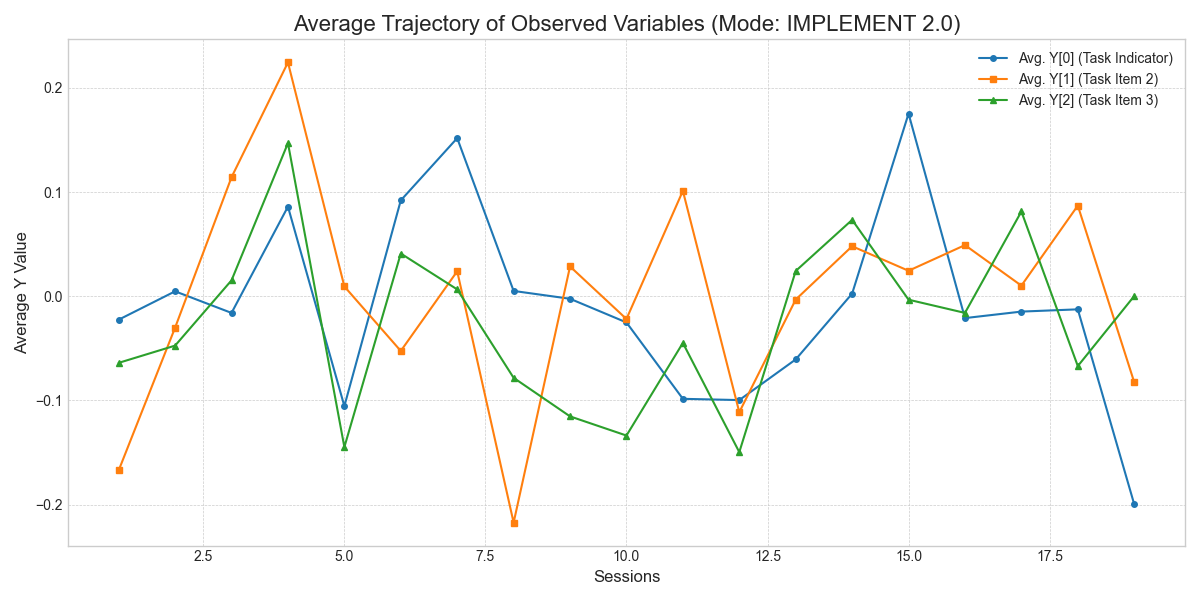 Average Trajectory of Observed Variables (Mode: IMPLEMENT 2.0)
Avg. Y[0] (Task Indicator)
Avg. Y[1] (Task Item 2)
Avg. Y[2] (Task Item 3)
Average Y Value
0.2
0.1
0.0
−0.1
−0.2
2.5 5.0 7.5 10.0 12.5 15.0 17.5
Sessions